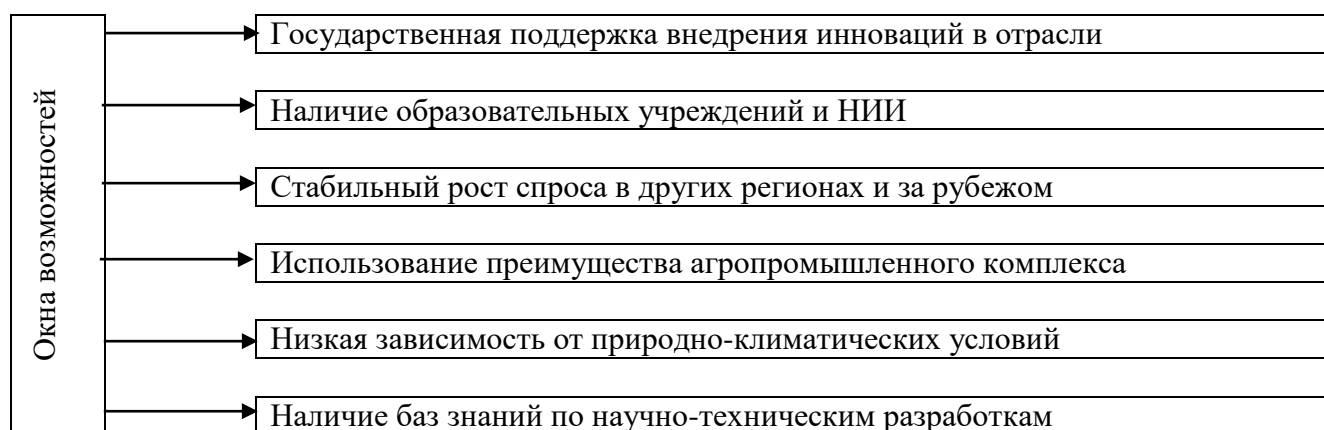 Окна возможностей
Государственная поддержка внедрения инноваций в отрасли
Наличие образовательных учреждений и НИИ
Стабильный рост спроса в других регионах и за рубежом
Использование преимущества агропромышленного комплекса
Низкая зависимость от природно-климатических условий
Наличие баз знаний по научно-техническим разработкам